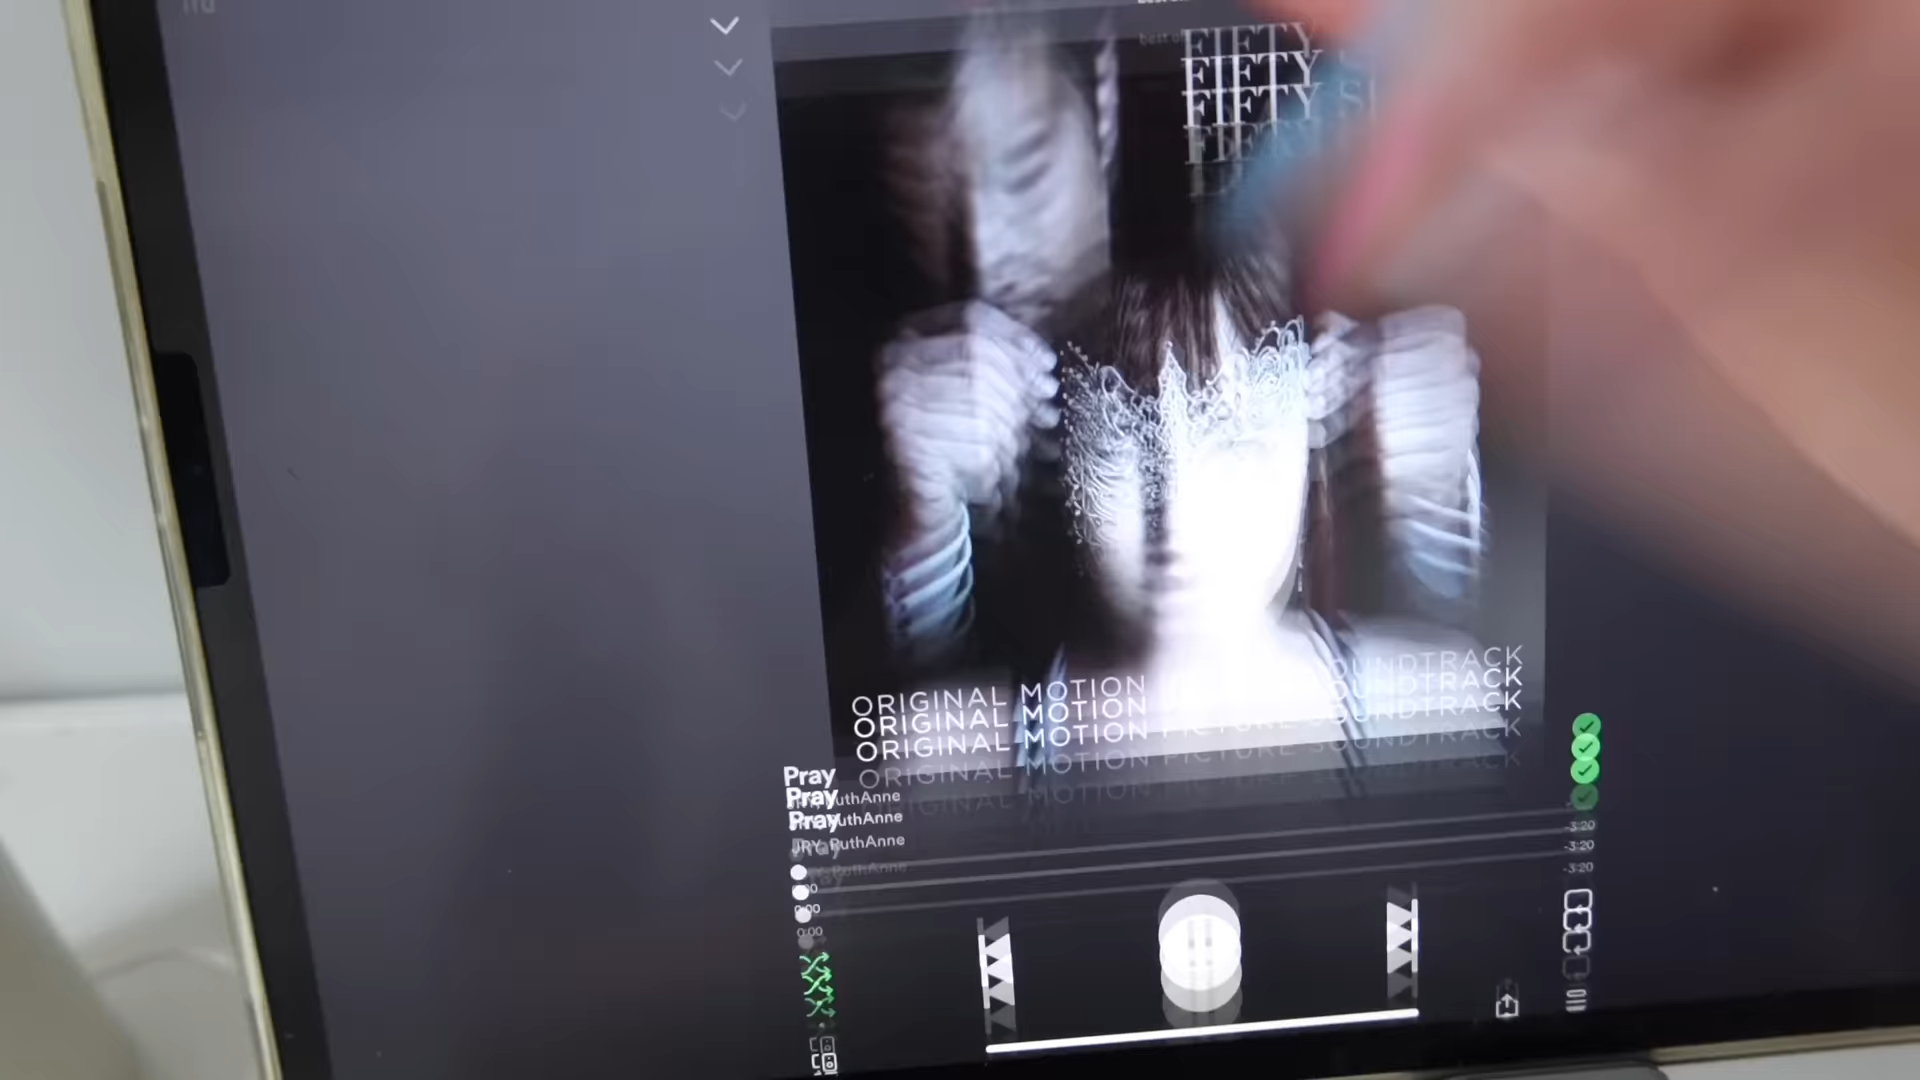 FIFTY
ORIGINAL MOTION PICTURE SOUNDTRACK
Pray
JRY, RuthAnne
0:00
-3:20